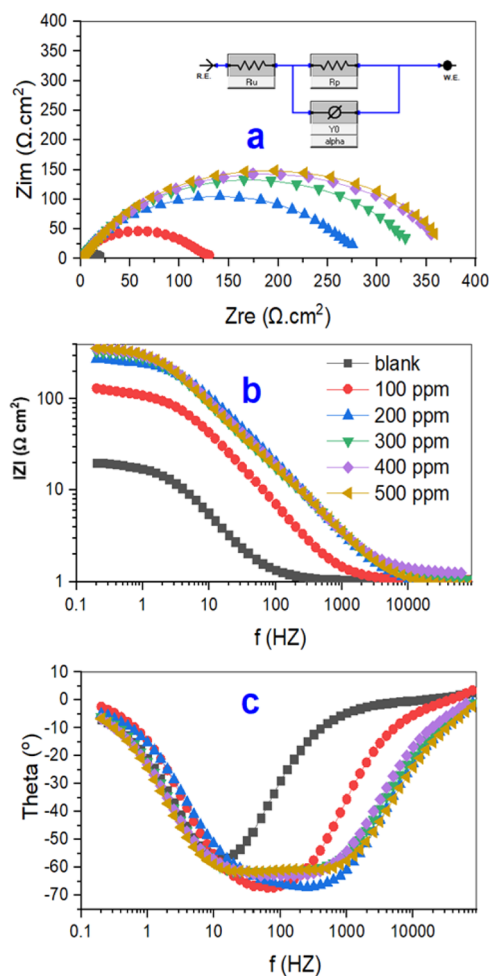 400
350
300
250
200
150
100
50
0
Zim (Ω.cm²)
R.E.
Ru
Rp
W.E.
Y0
alpha
a
0 50 100 150 200 250 300 350 400
Zre (Ω.cm²)
100
10
1
IZI (Ω cm²)
b
blank
100 ppm
200 ppm
300 ppm
400 ppm
500 ppm
0.1 1 10 100 1000 10000
f (HZ)
10
0
-10
-20
-30
-40
-50
-60
-70
Theta (°)
c
0.1 1 10 100 1000 10000
f (HZ)